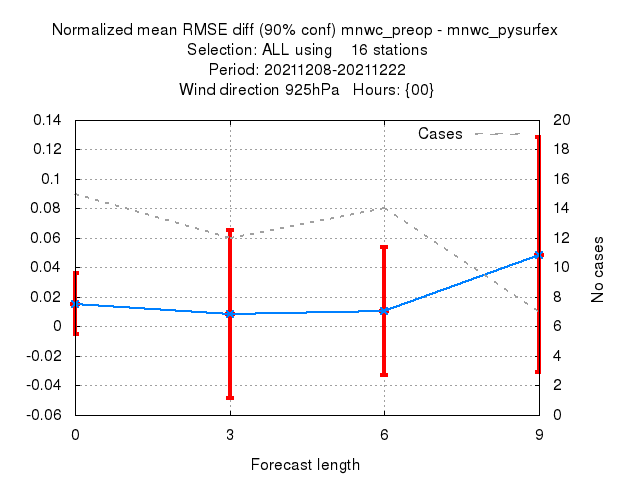 Normalized mean RMSE diff (90% conf) mnwc_preop - mnwc_pysurfex
Selection: ALL using 16 stations
Period: 20211208-20211222
Wind direction 925hPa Hours: {00}
Cases
0.14
0.12
0.1
0.08
0.06
0.04
0.02
0
-0.02
-0.04
-0.06
20
18
16
14
12
10
8
6
4
2
0
No cases
0 3 6 9
Forecast length